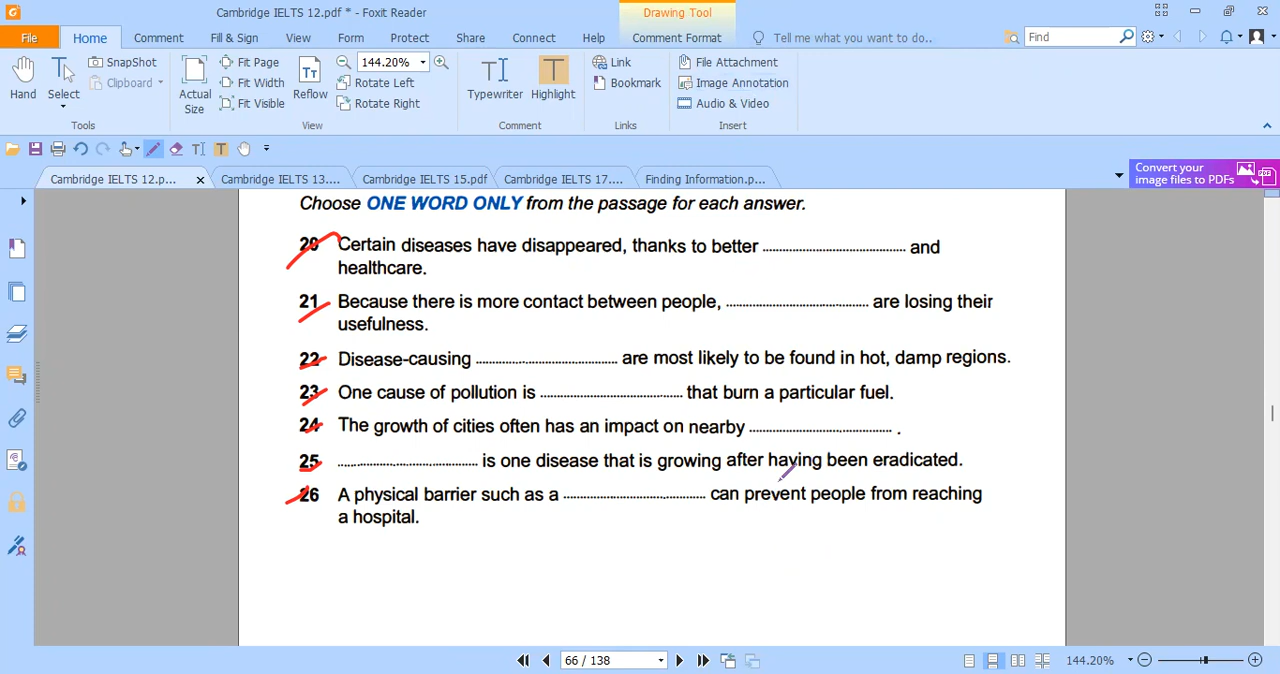 Cambridge IELTS 12.pdf * - Foxit Reader
Drawing Tool
File Home Comment Fill & Sign View Form Protect Share Connect Help Comment Format Tell me what you want to do.. Find
Hand Select SnapShot Clipboard Tools
Actual Size Fit Page Fit Width Fit Visible Reflow 144.20% Rotate Left Rotate Right View
Typewriter Highlight Comment
Link Bookmark Links
File Attachment Image Annotation Audio & Video Insert
Cambridge IELTS 12.p... Cambridge IELTS 13.... Cambridge IELTS 15.pdf Cambridge IELTS 17.... Finding Information.p...
Convert your image files to PDFs
Choose ONE WORD ONLY from the passage for each answer.
20 Certain diseases have disappeared, thanks to better .......................................... and
healthcare.
21 Because there is more contact between people, .......................................... are losing their
usefulness.
22 Disease-causing .......................................... are most likely to be found in hot, damp regions.
23 One cause of pollution is .......................................... that burn a particular fuel.
24 The growth of cities often has an impact on nearby .......................................... .
25 .......................................... is one disease that is growing after having been eradicated.
26 A physical barrier such as a .......................................... can prevent people from reaching
a hospital.
66 / 138
144.20%